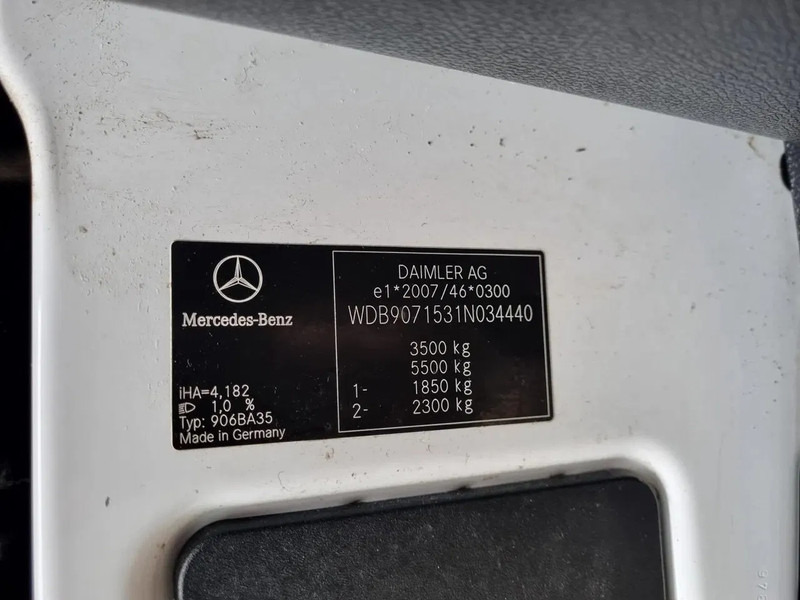 Mercedes-Benz
iHA=4,182
1,0 %
Typ: 906BA35
Made in Germany
DAIMLER AG
e1*2007/46*0300
WDB9071531N034440
3500 kg
5500 kg
1- 1850 kg
2- 2300 kg